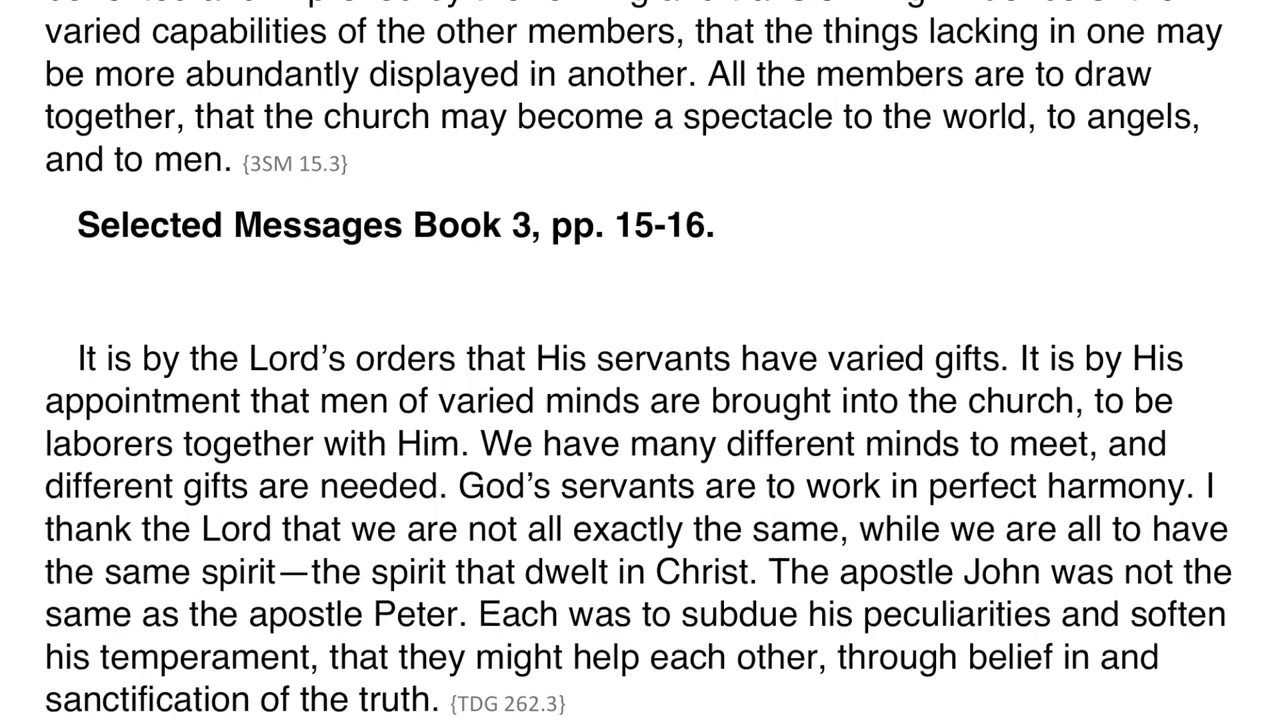 varied capabilities of the other members, that the things lacking in one may
be more abundantly displayed in another. All the members are to draw
together, that the church may become a spectacle to the world, to angels,
and to men. {3SM 15.3}
Selected Messages Book 3, pp. 15-16.
It is by the Lord’s orders that His servants have varied gifts. It is by His
appointment that men of varied minds are brought into the church, to be
laborers together with Him. We have many different minds to meet, and
different gifts are needed. God’s servants are to work in perfect harmony. I
thank the Lord that we are not all exactly the same, while we are all to have
the same spirit—the spirit that dwelt in Christ. The apostle John was not the
same as the apostle Peter. Each was to subdue his peculiarities and soften
his temperament, that they might help each other, through belief in and
sanctification of the truth. {TDG 262.3}